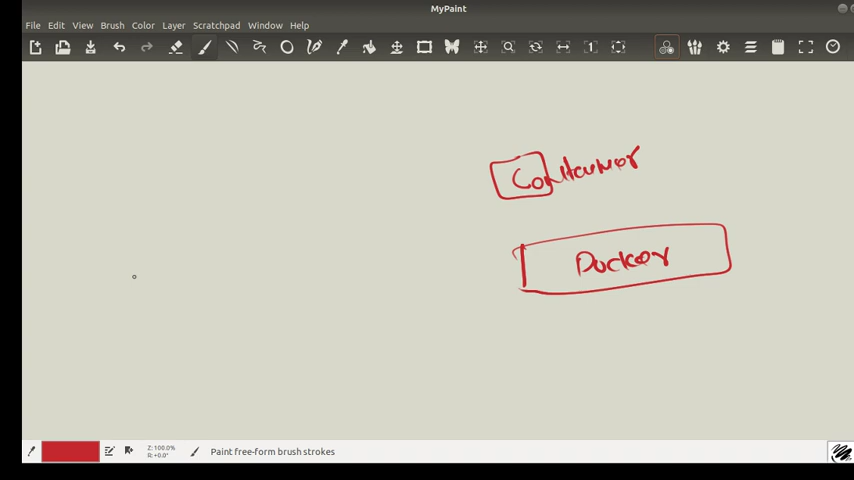 MyPaint
File Edit View Brush Color Layer Scratchpad Window Help
Container
Docker
Z: 100.0%
R: +0.0°
Paint free-form brush strokes